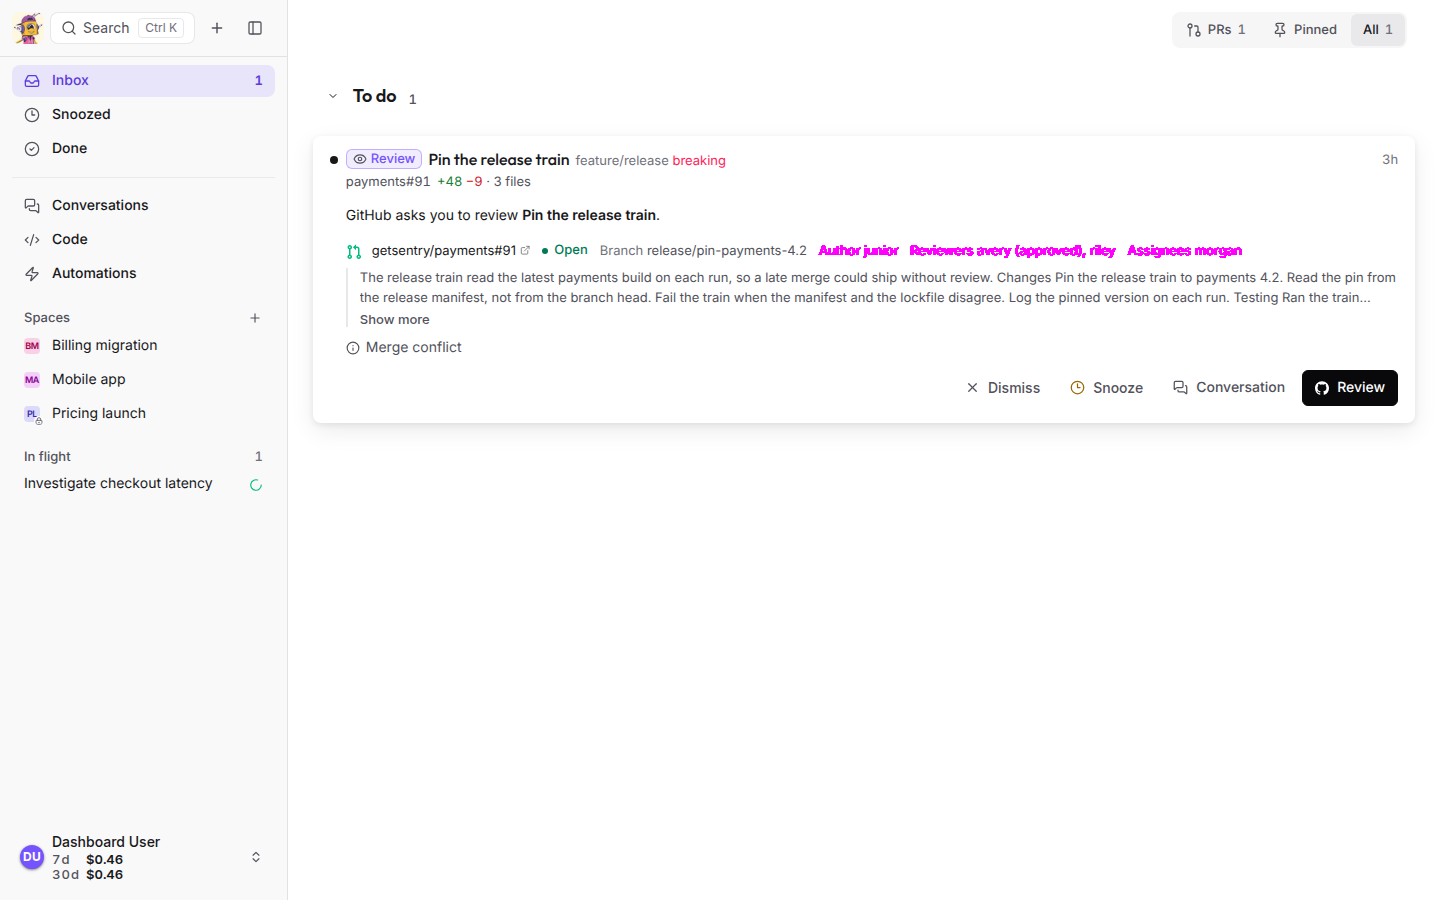 Search Ctrl K
Inbox 1
Snoozed
Done
Conversations
Code
Automations
Spaces
BM Billing migration
MA Mobile app
PL Pricing launch
In flight 1
Investigate checkout latency
DU Dashboard User
7d $0.46
30d $0.46
PRs 1 Pinned All 1
To do 1
Review Pin the release train feature/release breaking 3h
payments#91 +48 −9 · 3 files
GitHub asks you to review Pin the release train.
getsentry/payments#91 Open Branch release/pin-payments-4.2 Author junior Reviewers avery (approved), riley Assignees morgan
The release train read the latest payments build on each run, so a late merge could ship without review. Changes Pin the release train to payments 4.2. Read the pin from
the release manifest, not from the branch head. Fail the train when the manifest and the lockfile disagree. Log the pinned version on each run. Testing Ran the train...
Show more
Merge conflict
Dismiss Snooze Conversation Review